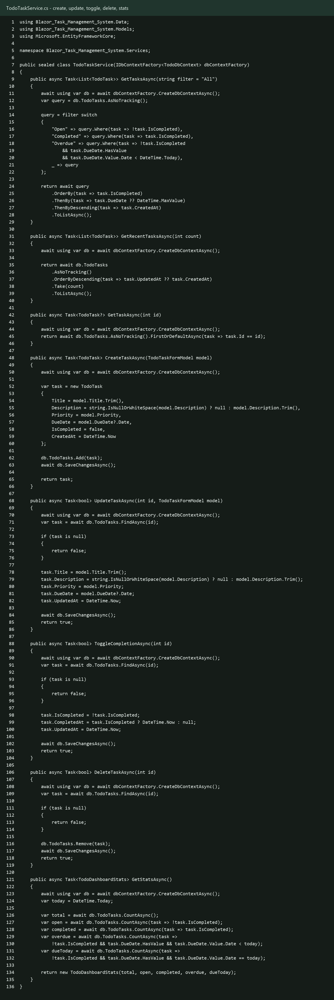 TodoTaskService.cs - create, update, toggle, delete, stats
1 using Blazor_Task_Management_System.Data;
2 using Blazor_Task_Management_System.Models;
3 using Microsoft.EntityFrameworkCore;
4
5 namespace Blazor_Task_Management_System.Services;
6
7 public sealed class TodoTaskService(IDbContextFactory<TodoDbContext> dbContextFactory)
8 {
9     public async Task<List<TodoTask>> GetTasksAsync(string filter = "All")
10     {
11         await using var db = await dbContextFactory.CreateDbContextAsync();
12         var query = db.TodoTasks.AsNoTracking();
13
14         query = filter switch
15         {
16             "Open" => query.Where(task => !task.IsCompleted),
17             "Completed" => query.Where(task => task.IsCompleted),
18             "Overdue" => query.Where(task => !task.IsCompleted
19                 && task.DueDate.HasValue
20                 && task.DueDate.Value.Date < DateTime.Today),
21             _ => query
22         };
23
24         return await query
25             .OrderBy(task => task.IsCompleted)
26             .ThenBy(task => task.DueDate ?? DateTime.MaxValue)
27             .ThenByDescending(task => task.CreatedAt)
28             .ToListAsync();
29     }
30
31     public async Task<List<TodoTask>> GetRecentTasksAsync(int count)
32     {
33         await using var db = await dbContextFactory.CreateDbContextAsync();
34
35         return await db.TodoTasks
36             .AsNoTracking()
37             .OrderByDescending(task => task.UpdatedAt ?? task.CreatedAt)
38             .Take(count)
39             .ToListAsync();
40     }
41
42     public async Task<TodoTask?> GetTaskAsync(int id)
43     {
44         await using var db = await dbContextFactory.CreateDbContextAsync();
45         return await db.TodoTasks.AsNoTracking().FirstOrDefaultAsync(task => task.Id == id);
46     }
47
48     public async Task<TodoTask> CreateTaskAsync(TodoTaskFormModel model)
49     {
50         await using var db = await dbContextFactory.CreateDbContextAsync();
51
52         var task = new TodoTask
53         {
54             Title = model.Title.Trim(),
55             Description = string.IsNullOrWhiteSpace(model.Description) ? null : model.Description.Trim(),
56             Priority = model.Priority,
57             DueDate = model.DueDate?.Date,
58             IsCompleted = false,
59             CreatedAt = DateTime.Now
60         };
61
62         db.TodoTasks.Add(task);
63         await db.SaveChangesAsync();
64
65         return task;
66     }
67
68     public async Task<bool> UpdateTaskAsync(int id, TodoTaskFormModel model)
69     {
70         await using var db = await dbContextFactory.CreateDbContextAsync();
71         var task = await db.TodoTasks.FindAsync(id);
72
73         if (task is null)
74         {
75             return false;
76         }
77
78         task.Title = model.Title.Trim();
79         task.Description = string.IsNullOrWhiteSpace(model.Description) ? null : model.Description.Trim();
80         task.Priority = model.Priority;
81         task.DueDate = model.DueDate?.Date;
82         task.UpdatedAt = DateTime.Now;
83
84         await db.SaveChangesAsync();
85         return true;
86     }
87
88     public async Task<bool> ToggleCompletionAsync(int id)
89     {
90         await using var db = await dbContextFactory.CreateDbContextAsync();
91         var task = await db.TodoTasks.FindAsync(id);
92
93         if (task is null)
94         {
95             return false;
96         }
97
98         task.IsCompleted = !task.IsCompleted;
99         task.CompletedAt = task.IsCompleted ? DateTime.Now : null;
100         task.UpdatedAt = DateTime.Now;
101
102         await db.SaveChangesAsync();
103         return true;
104     }
105
106     public async Task<bool> DeleteTaskAsync(int id)
107     {
108         await using var db = await dbContextFactory.CreateDbContextAsync();
109         var task = await db.TodoTasks.FindAsync(id);
110
111         if (task is null)
112         {
113             return false;
114         }
115
116         db.TodoTasks.Remove(task);
117         await db.SaveChangesAsync();
118         return true;
119     }
120
121     public async Task<TodoDashboardStats> GetStatsAsync()
122     {
123         await using var db = await dbContextFactory.CreateDbContextAsync();
124         var today = DateTime.Today;
125
126         var total = await db.TodoTasks.CountAsync();
127         var open = await db.TodoTasks.CountAsync(task => !task.IsCompleted);
128         var completed = await db.TodoTasks.CountAsync(task => task.IsCompleted);
129         var overdue = await db.TodoTasks.CountAsync(task =>
130             !task.IsCompleted && task.DueDate.HasValue && task.DueDate.Value.Date < today);
131         var dueToday = await db.TodoTasks.CountAsync(task =>
132             !task.IsCompleted && task.DueDate.HasValue && task.DueDate.Value.Date == today);
133
134         return new TodoDashboardStats(total, open, completed, overdue, dueToday);
135     }
136 }